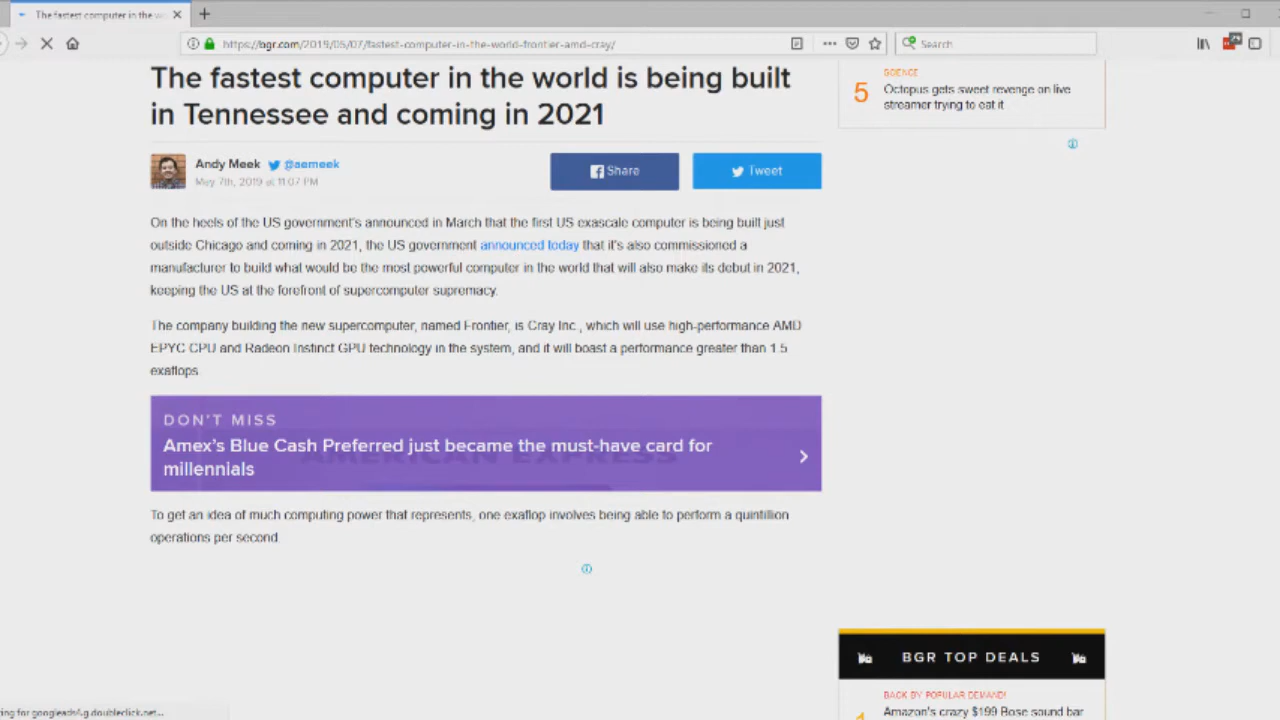 The fastest computer in the w
https://bgr.com/2019/05/07/fastest-computer-in-the-world-frontier-amd-cray/
Search
The fastest computer in the world is being built
in Tennessee and coming in 2021
Andy Meek @aemeek
May 7th, 2019 at 11:07 PM
Share
Tweet
On the heels of the US government's announced in March that the first US exascale computer is being built just
outside Chicago and coming in 2021, the US government announced today that it's also commissioned a
manufacturer to build what would be the most powerful computer in the world that will also make its debut in 2021,
keeping the US at the forefront of supercomputer supremacy.
The company building the new supercomputer, named Frontier, is Cray Inc., which will use high-performance AMD
EPYC CPU and Radeon Instinct GPU technology in the system, and it will boast a performance greater than 1.5
exaflops.
DON'T MISS
Amex's Blue Cash Preferred just became the must-have card for
millennials
AMERICAN EXPRESS
To get an idea of much computing power that represents, one exaflop involves being able to perform a quintillion
operations per second.
SCIENCE
5 Octopus gets sweet revenge on live
streamer trying to eat it
BGR TOP DEALS
BACK BY POPULAR DEMAND!
1 Amazon's crazy $199 Bose sound bar
ting for googleads4.g.doubleclick.net...